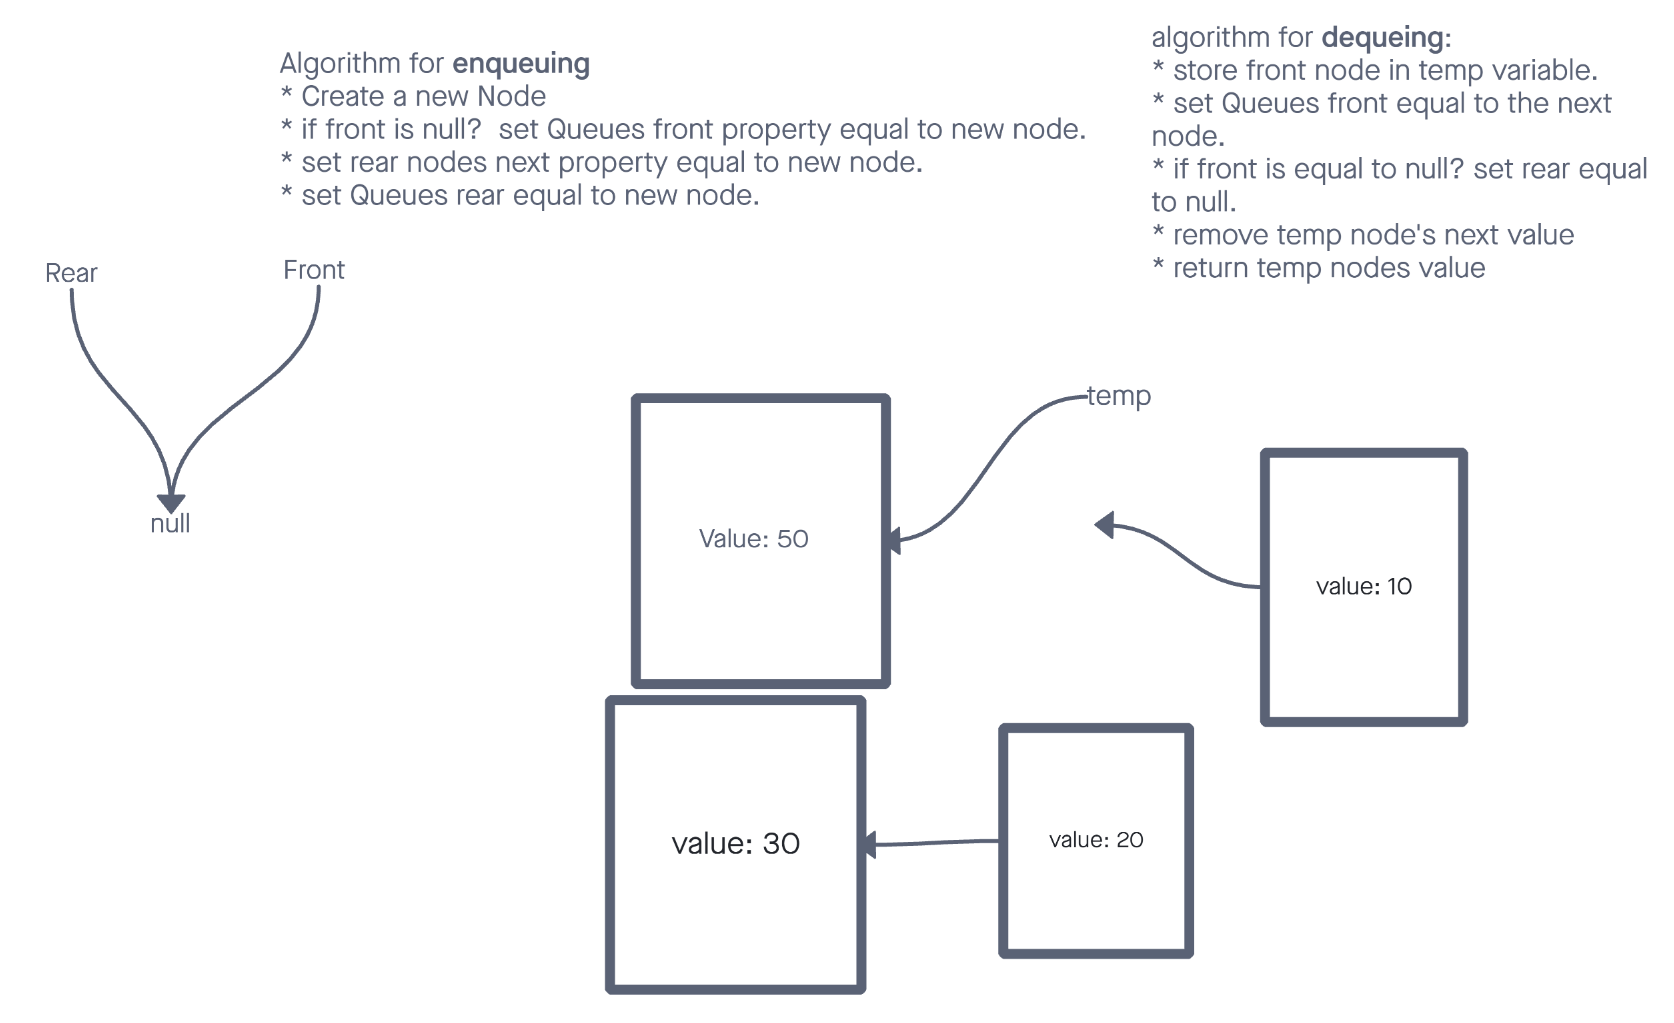 Algorithm for enqueuing
* Create a new Node
* if front is null?  set Queues front property equal to new node.
* set rear nodes next property equal to new node.
* set Queues rear equal to new node.
algorithm for dequeing:
* store front node in temp variable.
* set Queues front equal to the next
node.
* if front is equal to null? set rear equal
to null.
* remove temp node's next value
* return temp nodes value
Rear
Front
null
temp
Value: 50
value: 10
value: 30
value: 20